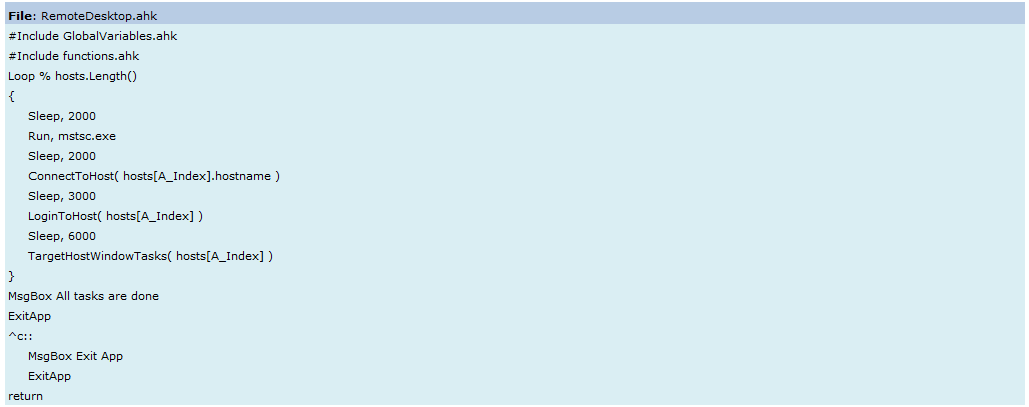 File: RemoteDesktop.ahk
#Include GlobalVariables.ahk
#Include functions.ahk
Loop % hosts.Length()
{
Sleep, 2000
Run, mstsc.exe
Sleep, 2000
ConnectToHost( hosts[A_Index].hostname )
Sleep, 3000
LoginToHost( hosts[A_Index] )
Sleep, 6000
TargetHostWindowTasks( hosts[A_Index] )
}
MsgBox All tasks are done
ExitApp
^c::
MsgBox Exit App
ExitApp
return